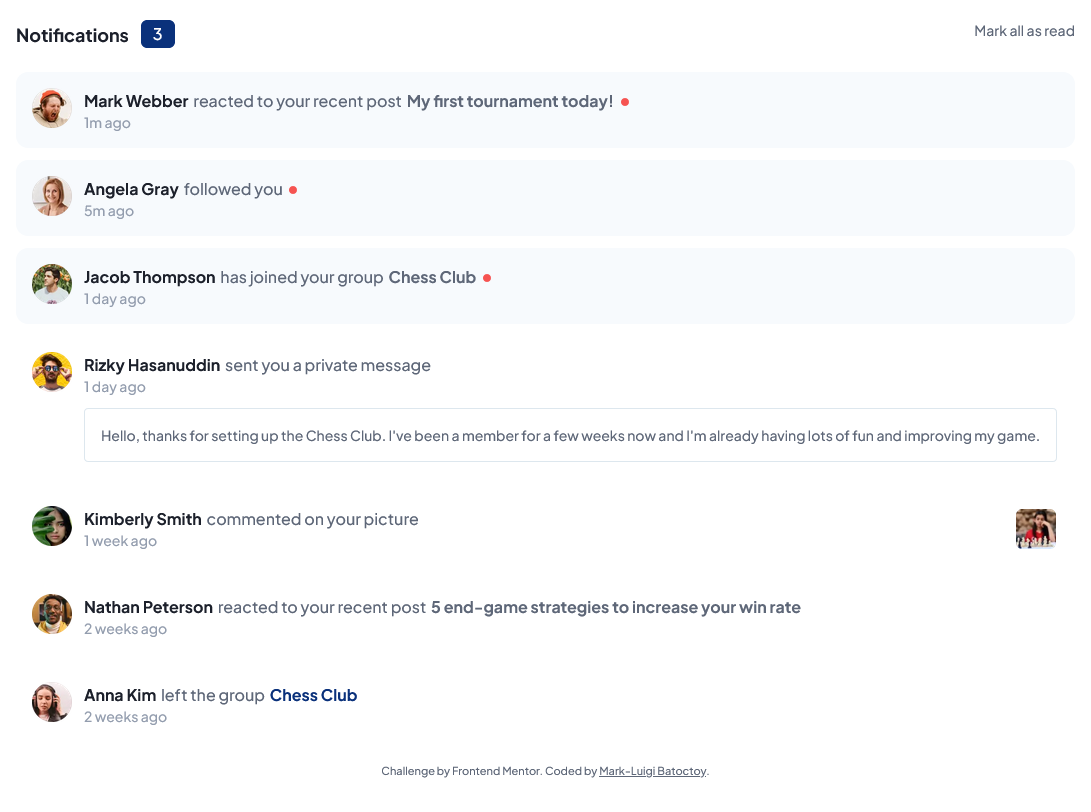 Notifications 3 Mark all as read
Mark Webber reacted to your recent post My first tournament today!
1m ago
Angela Gray followed you
5m ago
Jacob Thompson has joined your group Chess Club
1 day ago
Rizky Hasanuddin sent you a private message
1 day ago
Hello, thanks for setting up the Chess Club. I've been a member for a few weeks now and I'm already having lots of fun and improving my game.
Kimberly Smith commented on your picture
1 week ago
Nathan Peterson reacted to your recent post 5 end-game strategies to increase your win rate
2 weeks ago
Anna Kim left the group Chess Club
2 weeks ago
Challenge by Frontend Mentor. Coded by Mark-Luigi Batoctoy.